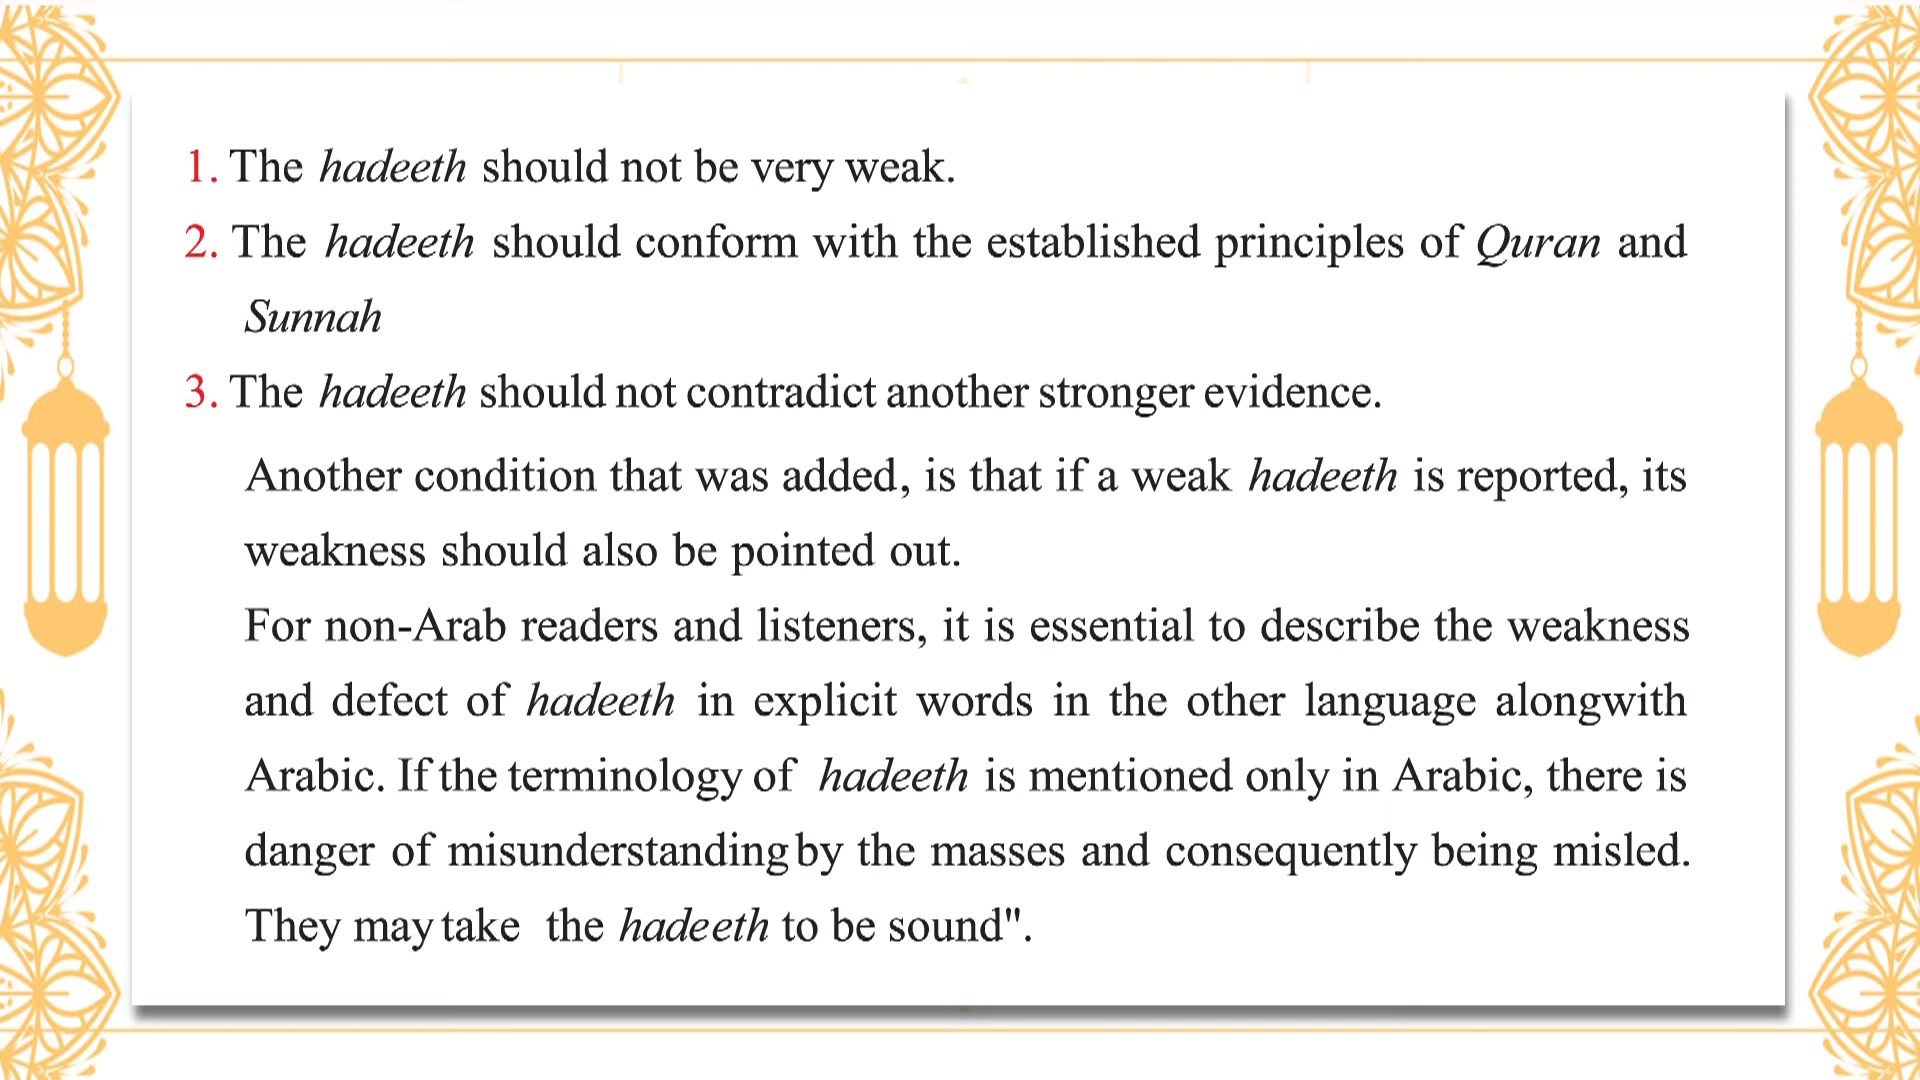 1. The hadeeth should not be very weak.
2. The hadeeth should conform with the established principles of Quran and
Sunnah
3. The hadeeth should not contradict another stronger evidence.
Another condition that was added, is that if a weak hadeeth is reported, its
weakness should also be pointed out.
For non-Arab readers and listeners, it is essential to describe the weakness
and defect of hadeeth in explicit words in the other language alongwith
Arabic. If the terminology of hadeeth is mentioned only in Arabic, there is
danger of misunderstanding by the masses and consequently being misled.
They may take the hadeeth to be sound".